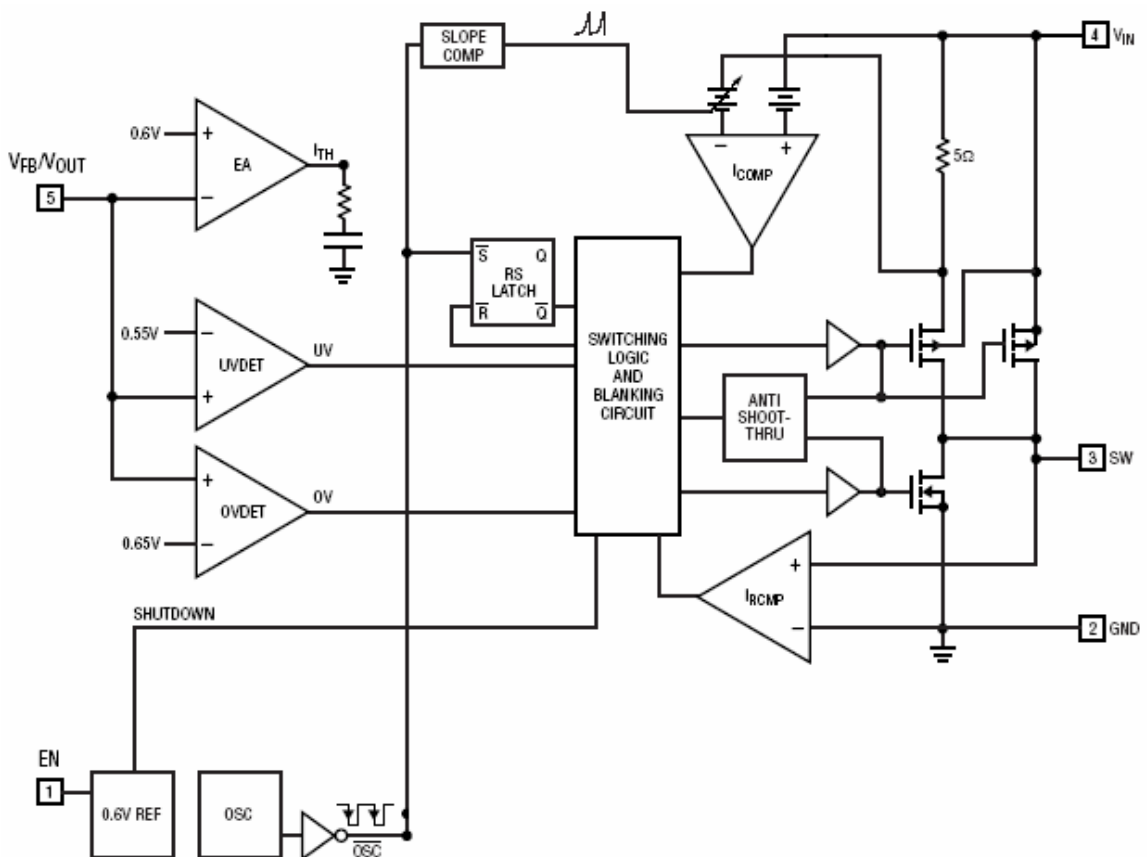 SLOPE
COMP
4 VIN
0.6V
+
EA
−
ITH
VFB/VOUT
5
−
+
ICOMP
5Ω
S̅ Q
RS
LATCH
R̅ Q̅
0.55V
−
UVDET
+
UV
SWITCHING
LOGIC
AND
BLANKING
CIRCUIT
ANTI
SHOOT-
THRU
3 SW
+
OVDET
0.65V
−
OV
+
IRCMP
−
SHUTDOWN
2 GND
EN
1
0.6V REF
OSC
O̅S̅C̅